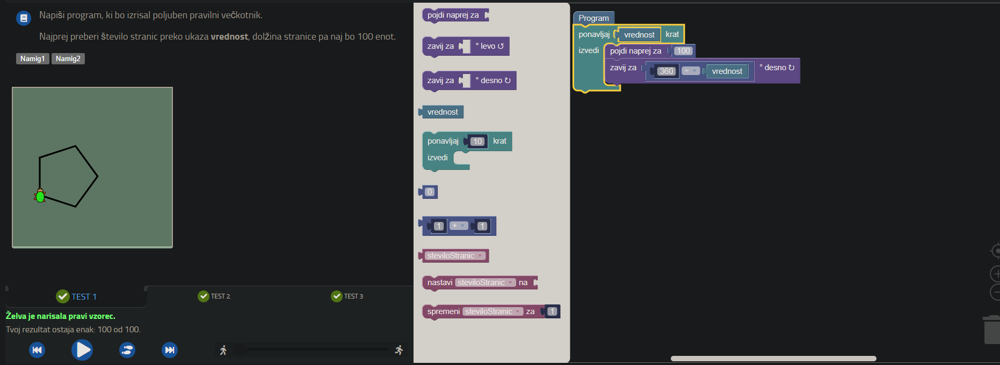 Napiši program, ki bo izrisal poljuben pravilni večkotnik.
Najprej preberi število stranic preko ukaza vrednost, dolžina stranice pa naj bo 100 enot.
Namig1 Namig2
TEST 1 TEST 2 TEST 3
Želva je narisala pravi vzorec.
Tvoj rezultat ostaja enak: 100 od 100.
pojdi naprej za
zavij za ° levo ↺
zavij za ° desno ↻
vrednost
ponavljaj 10 krat
izvedi
0
1 + 1
steviloStranic
nastavi steviloStranic na
spremeni steviloStranic za 1
Program
ponavljaj vrednost krat
izvedi pojdi naprej za 100
zavij za 360 ÷ vrednost ° desno ↻